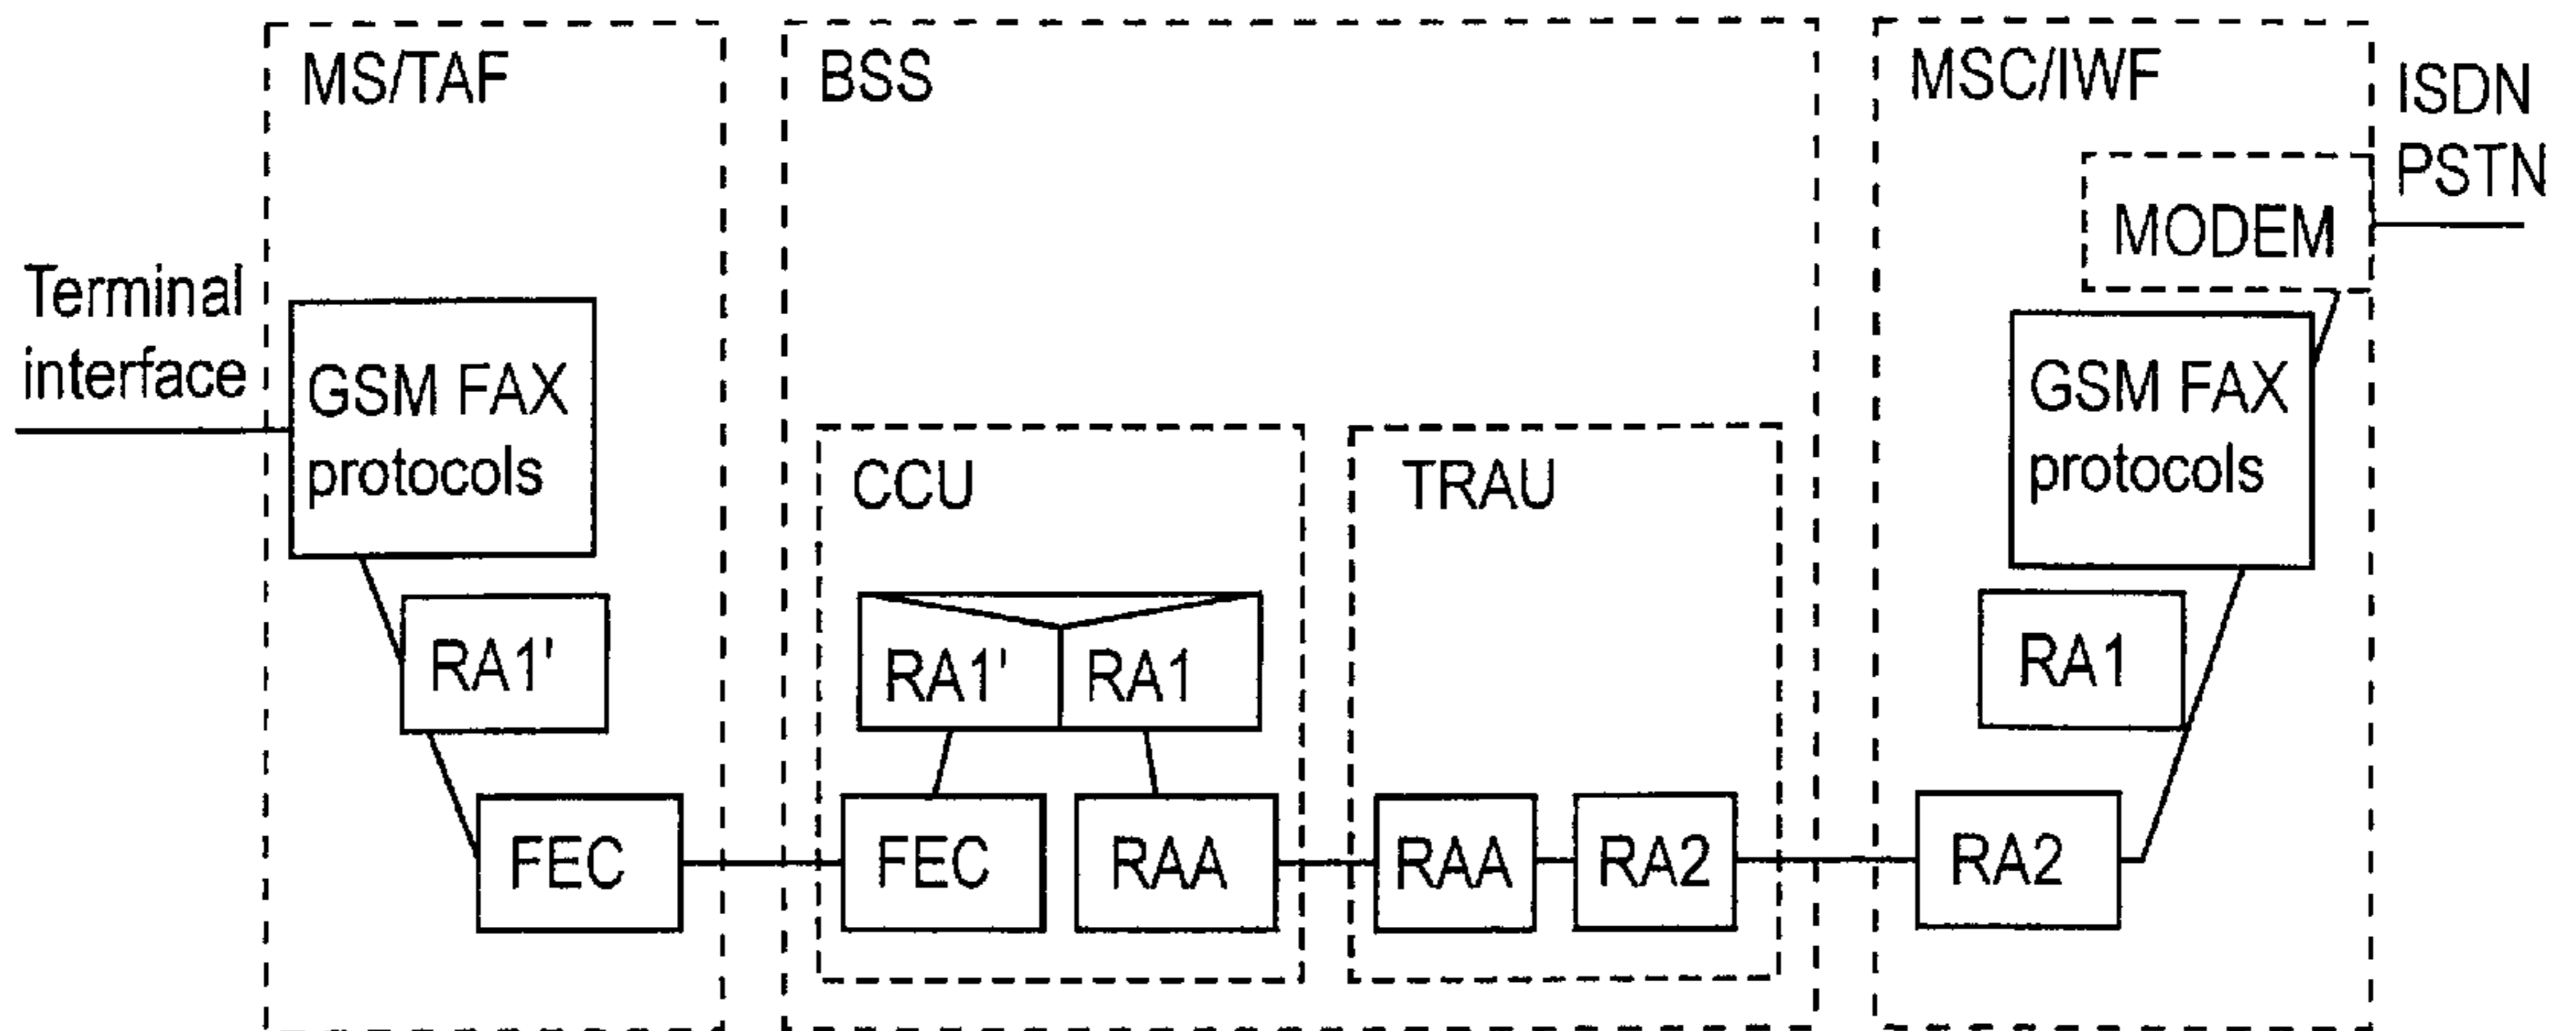 MS/TAF
BSS
MSC/IWF
ISDN
PSTN
MODEM
Terminal
interface
GSM FAX
protocols
GSM FAX
protocols
CCU
TRAU
RA1'
RA1'
RA1
RA1
FEC
FEC
RAA
RAA
RA2
RA2